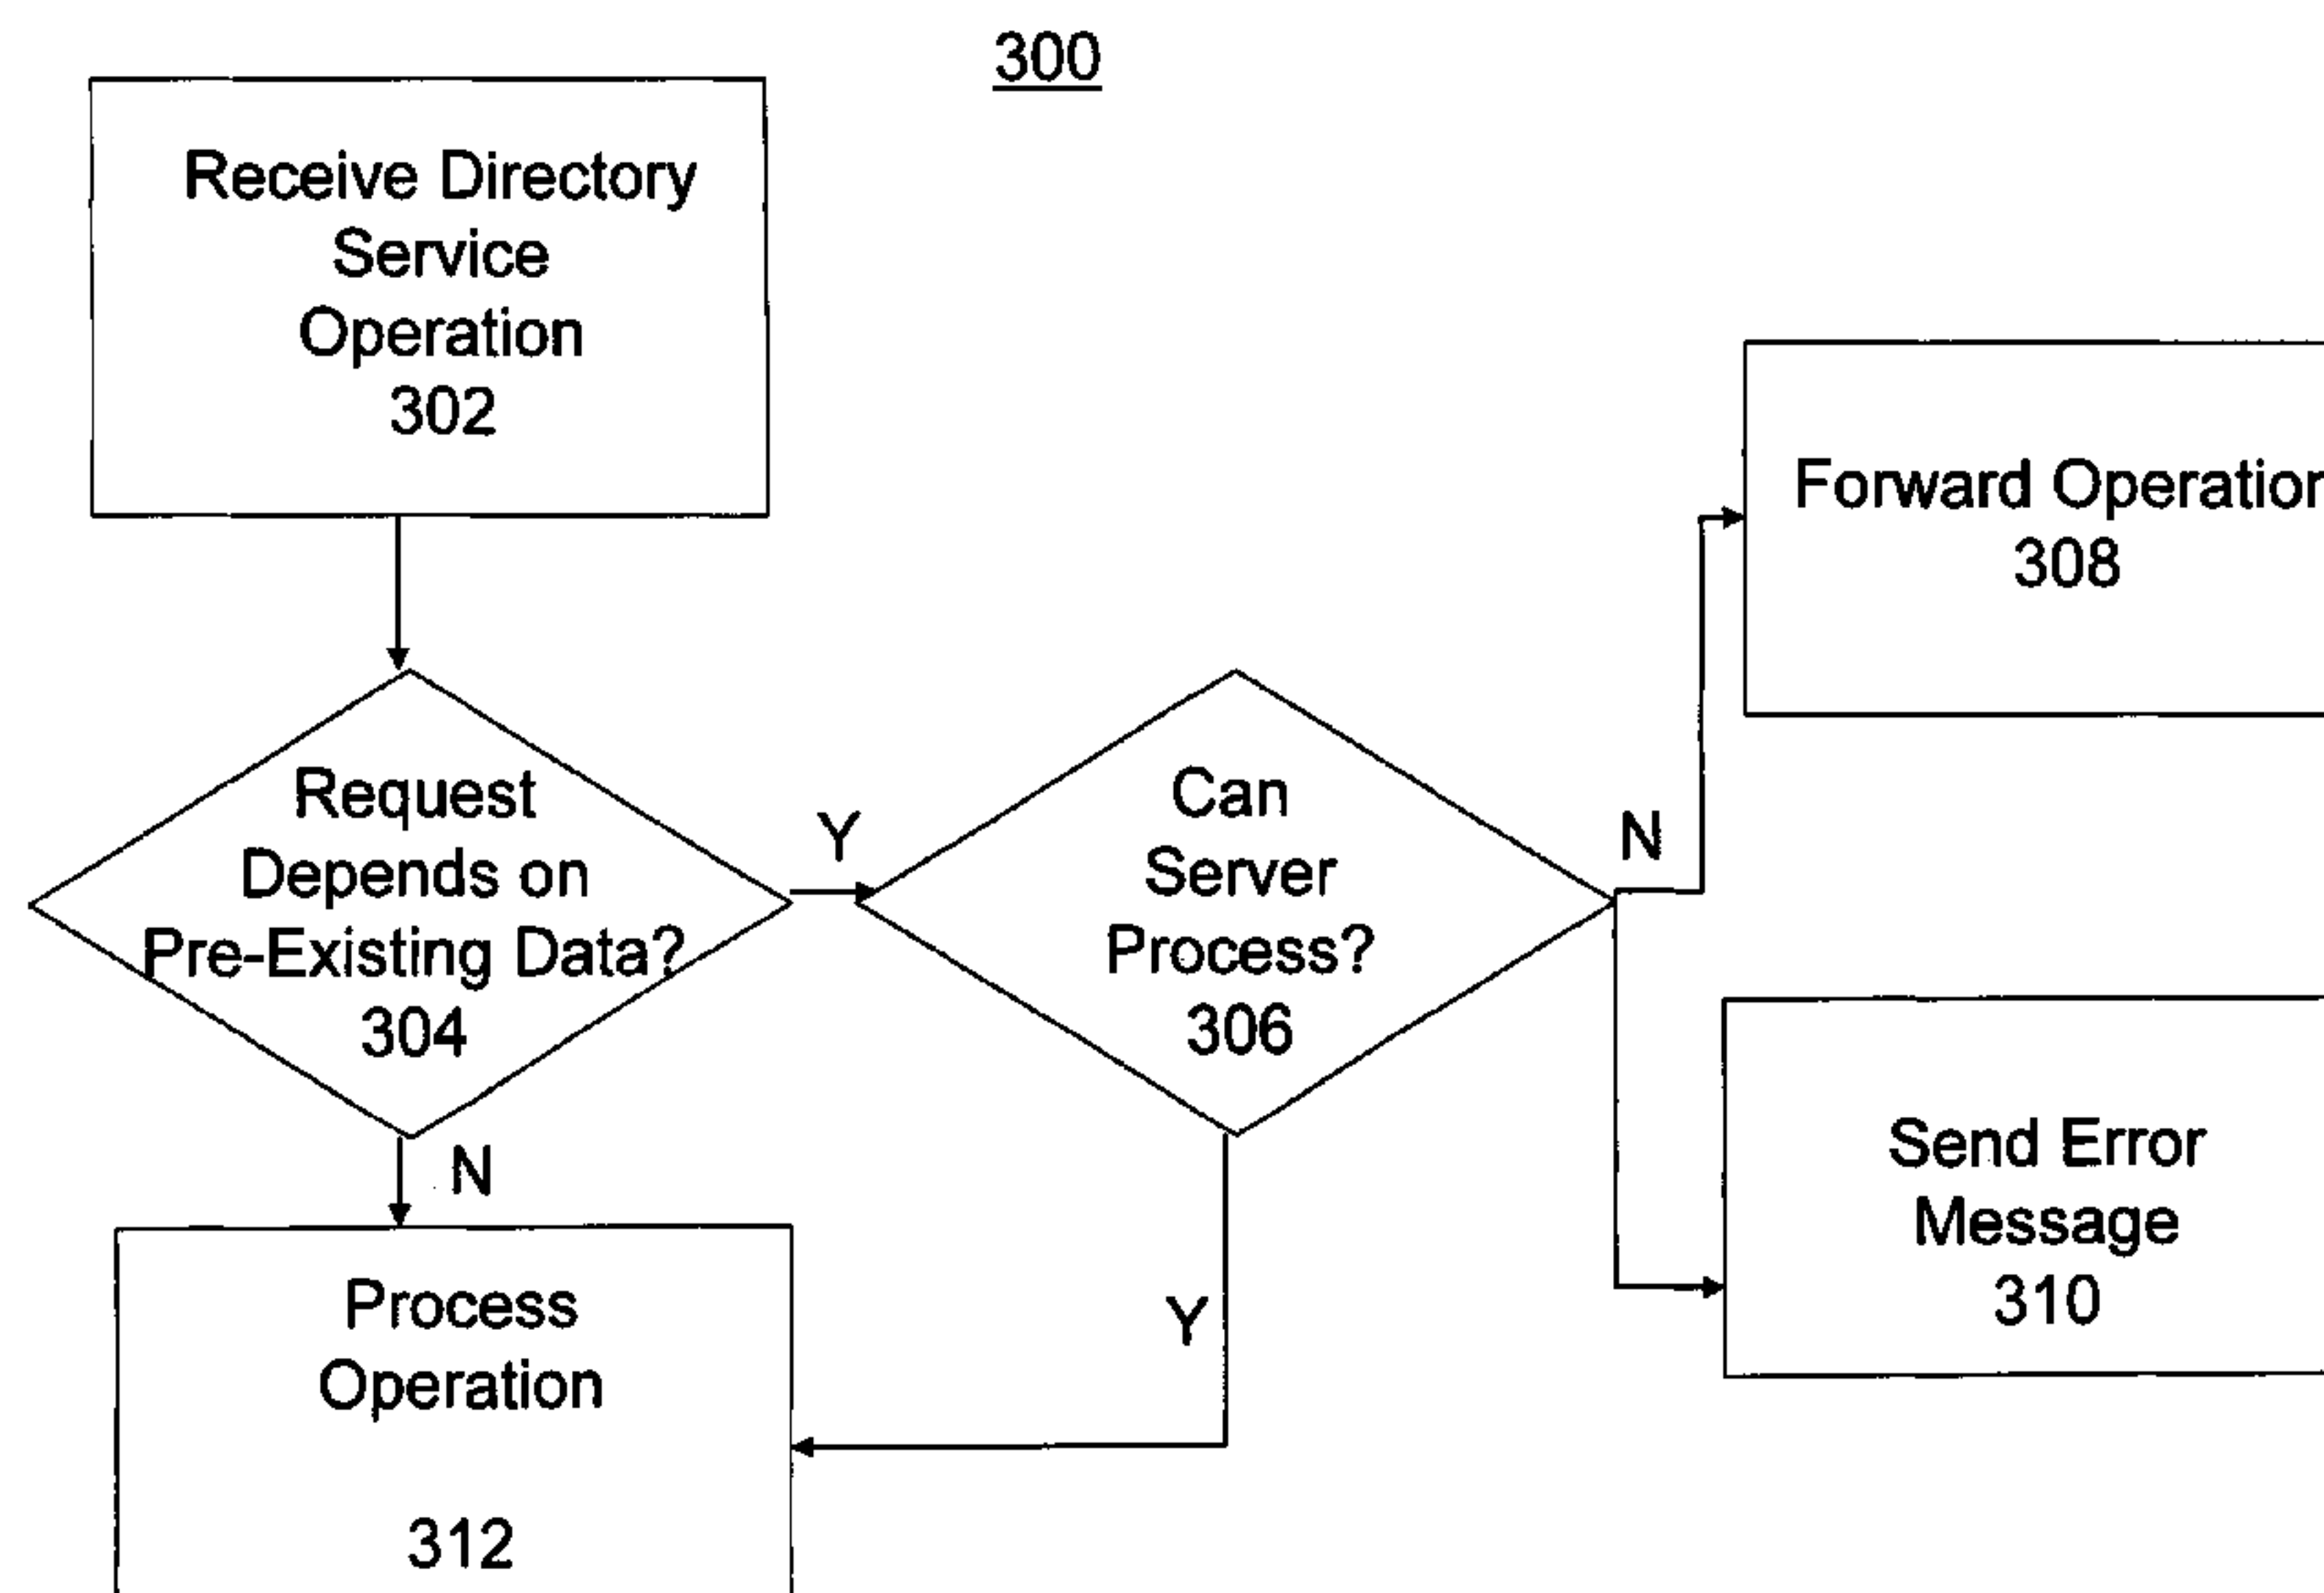 300
Receive Directory
Service
Operation
302
Request
Depends on
Pre-Existing Data?
304
Y
Can
Server
Process?
306
N
Forward Operation
308
Send Error
Message
310
N
Y
Process
Operation
312